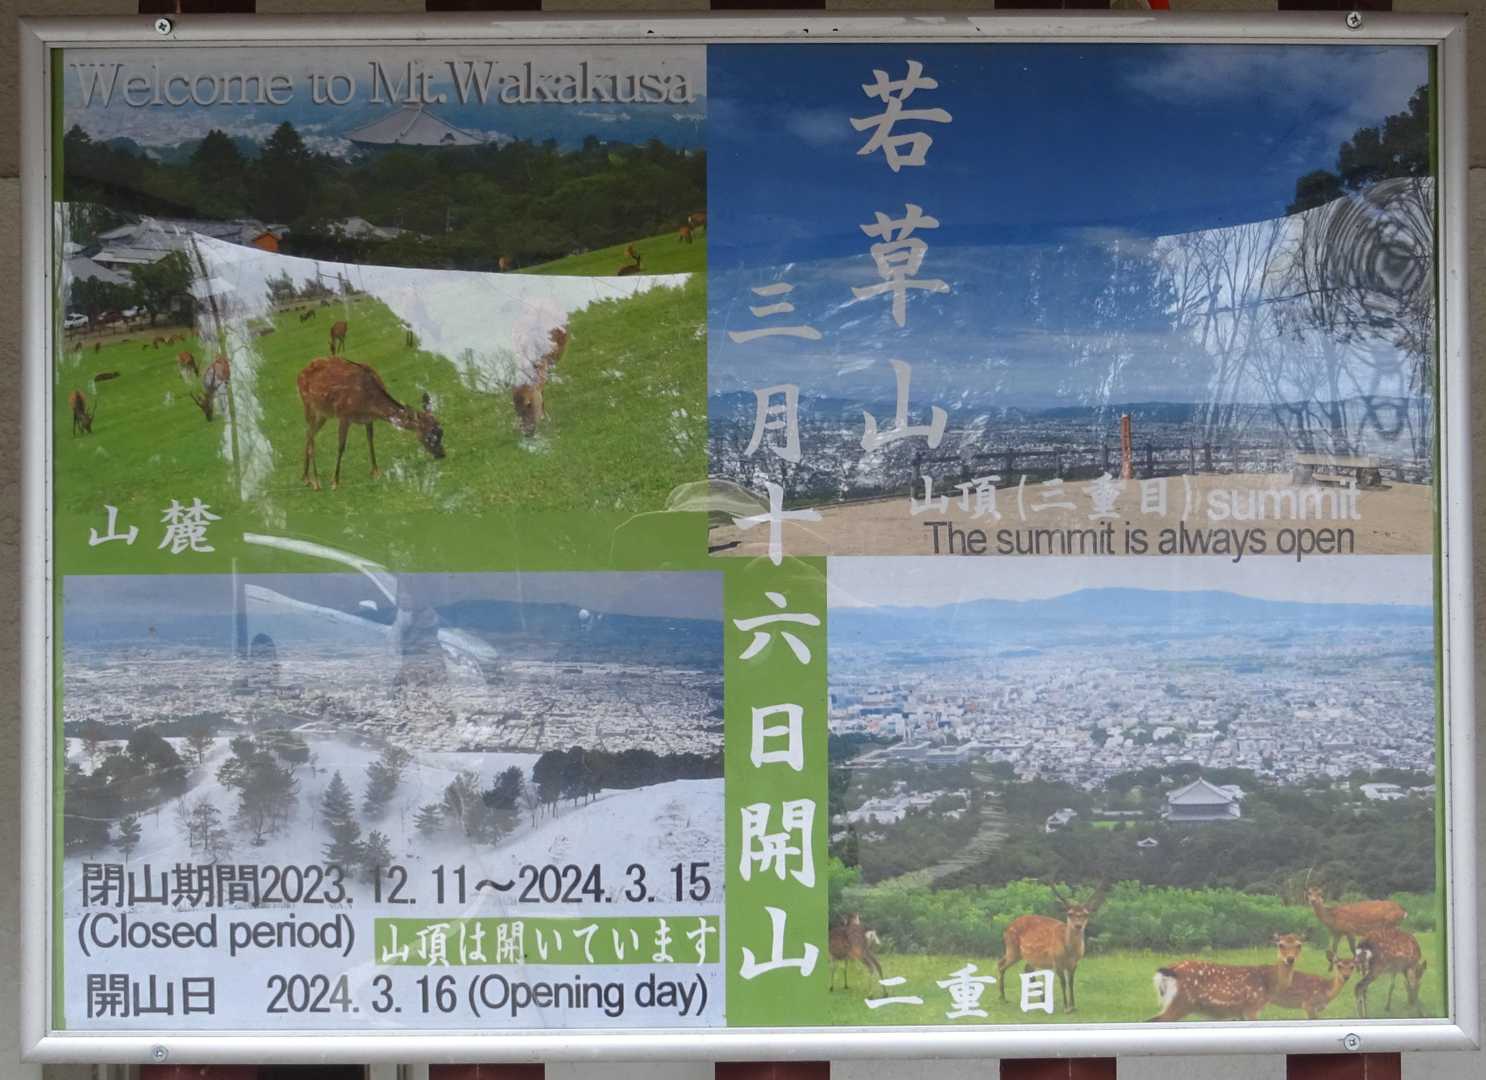 Welcome to Mt.Wakakusa
若草山
三月十六日開山
山麓
山頂(三重目)summit
The summit is always open
閉山期間2023. 12. 11〜2024. 3. 15
(Closed period)
山頂は開いています
開山日 2024. 3. 16 (Opening day)
二重目